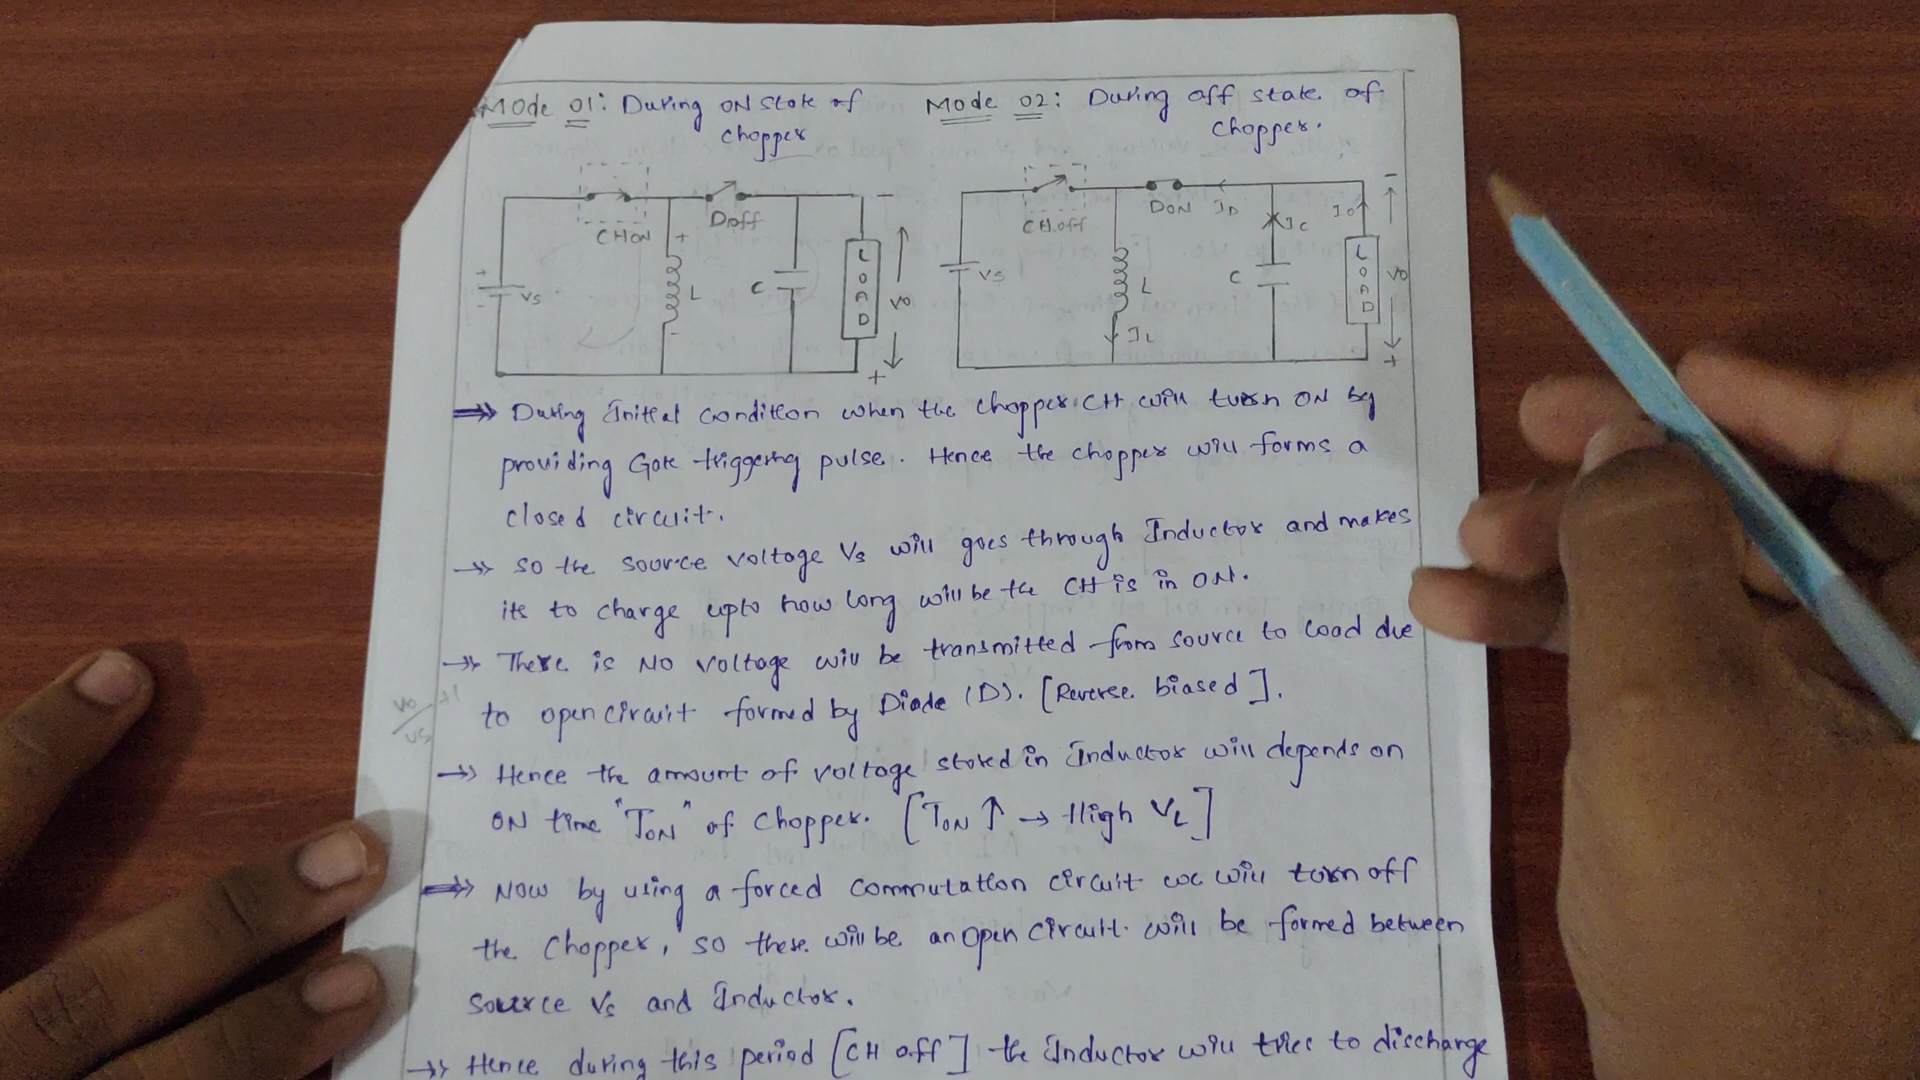 Mode 01: During ON state of
chopper
Mode 02: During off state of
chopper.
CHON
Doff
+
-
+
-
Vs
L
C
LOAD
Vo
-
+
CH.off
DON
ID
IC
IO
Vs
L
IL
C
LOAD
Vo
-
+
During Initial condition when the chopper CH will turn ON by
providing Gate triggering pulse. Hence the chopper will forms a
closed circuit.
So the source voltage Vs will goes through Inductor and makes
its to charge upto how long will be the CH is in ON.
There is NO voltage will be transmitted from source to load due
to open circuit formed by Diode (D). [Reverse biased].
Vo
Vs
Hence the amount of voltage stored in Inductor will depends on
ON time "TON" of chopper. [TON ↑ → High VL]
Now by using a forced commutation circuit we will turn off
the chopper, so there will be an open circuit. will be formed between
source Vs and Inductor.
Hence during this period [CH off] the Inductor will tries to discharge